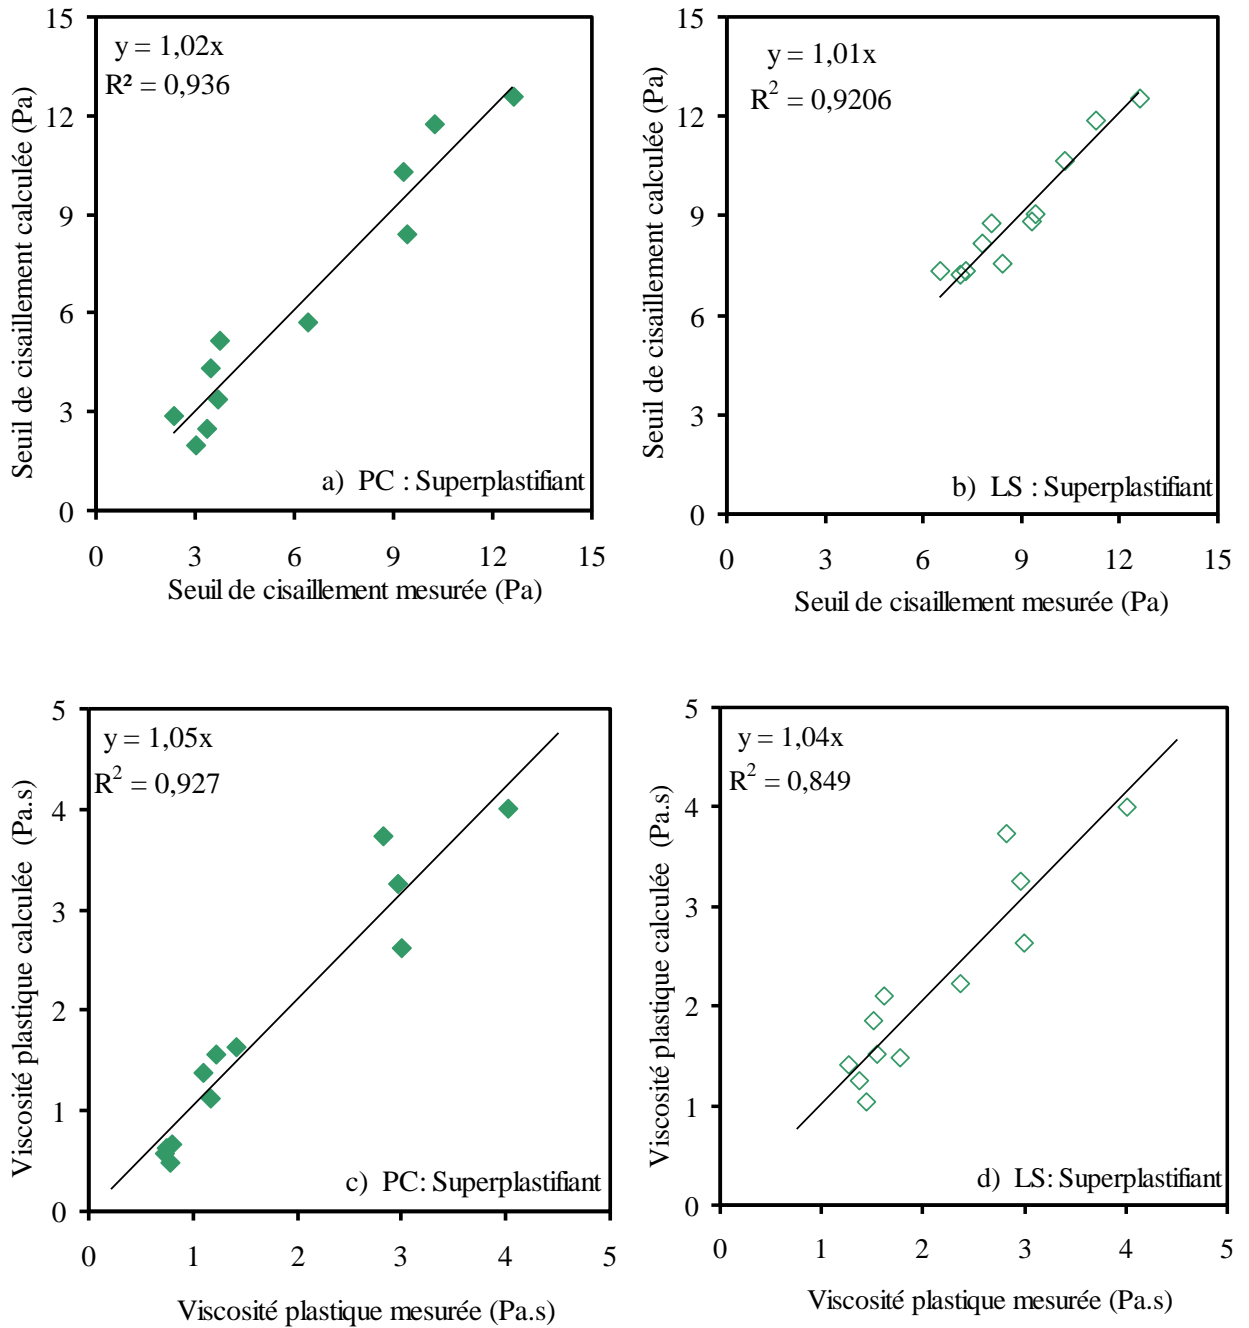 y = 1,02x
R² = 0,936
15
12
9
6
3
0
0 3 6 9 12 15
Seuil de cisaillement calculée (Pa)
a) PC : Superplastifiant
Seuil de cisaillement mesurée (Pa)
y = 1,01x
R² = 0,9206
15
12
9
6
3
0
0 3 6 9 12 15
Seuil de cisaillement calculée (Pa)
b) LS : Superplastifiant
Seuil de cisaillement mesurée (Pa)
y = 1,05x
R² = 0,927
5
4
3
2
1
0
0 1 2 3 4 5
Viscosité plastique calculée (Pa.s)
c) PC: Superplastifiant
Viscosité plastique mesurée (Pa.s)
y = 1,04x
R² = 0,849
5
4
3
2
1
0
0 1 2 3 4 5
Viscosité plastique calculée (Pa.s)
d) LS: Superplastifiant
Viscosité plastique mesurée (Pa.s)